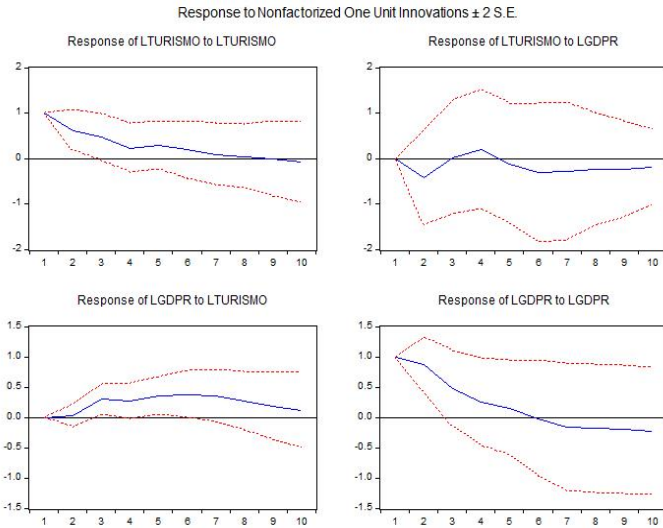 Response to Nonfactorized One Unit Innovations ± 2 S.E.
Response of LTURISMO to LTURISMO
2
1
0
-1
-2
1 2 3 4 5 6 7 8 9 10
Response of LTURISMO to LGDPR
2
1
0
-1
-2
1 2 3 4 5 6 7 8 9 10
Response of LGDPR to LTURISMO
1.5
1.0
0.5
0.0
-0.5
-1.0
-1.5
1 2 3 4 5 6 7 8 9 10
Response of LGDPR to LGDPR
1.5
1.0
0.5
0.0
-0.5
-1.0
-1.5
1 2 3 4 5 6 7 8 9 10